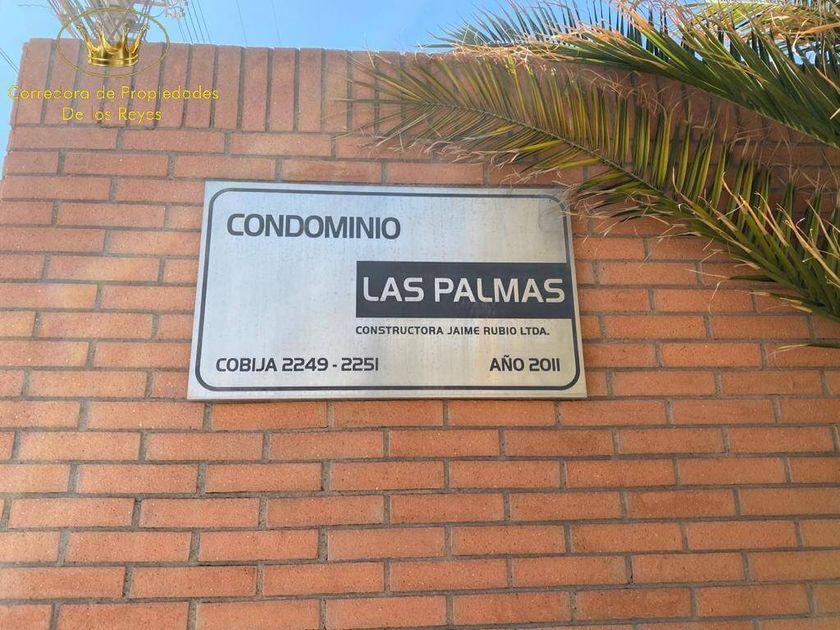 Corredora de Propiedades
De los Reyes
CONDOMINIO
LAS PALMAS
CONSTRUCTORA JAIME RUBIO LTDA.
COBIJA 2249 - 2251
AÑO 2011